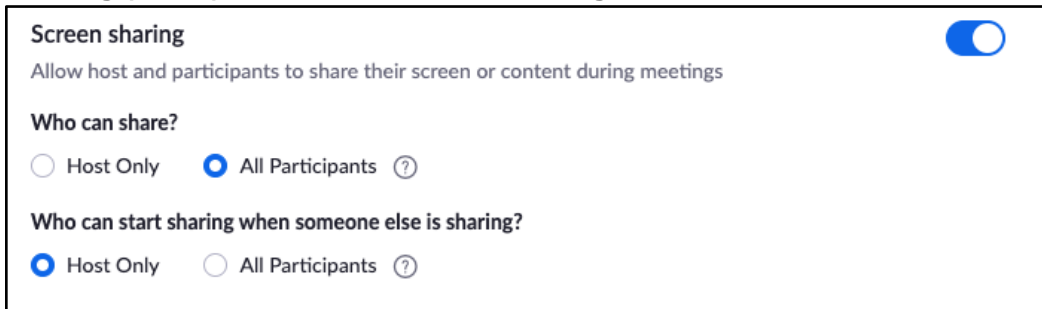 Screen sharing
Allow host and participants to share their screen or content during meetings
Who can share?
Host Only All Participants ?
Who can start sharing when someone else is sharing?
Host Only All Participants ?